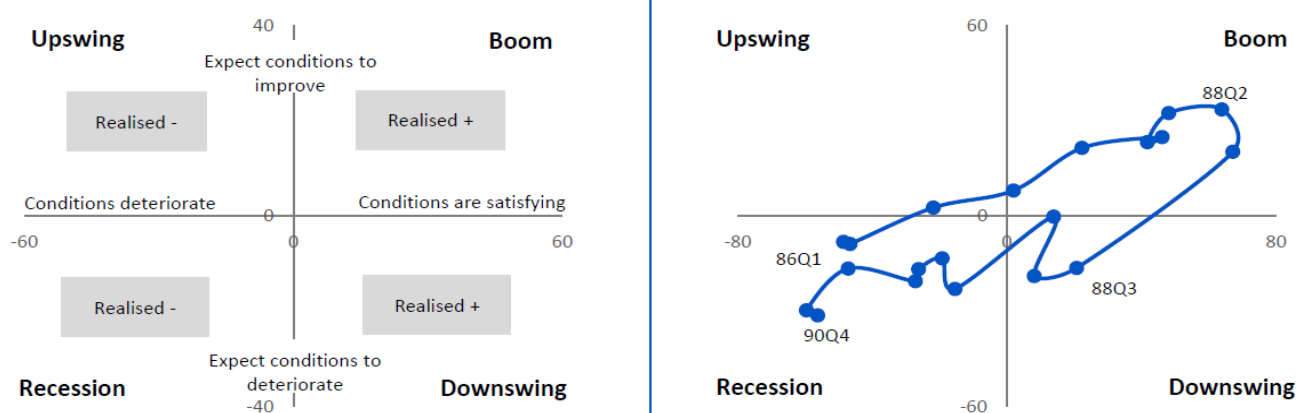 40
Upswing
Boom
Expect conditions to
improve
Realised -
Realised +
Conditions deteriorate
Conditions are satisfying
0
-60
0
60
Realised -
Realised +
Expect conditions to
deteriorate
Recession
Downswing
-40
60
Upswing
Boom
88Q2
0
-80
0
80
86Q1
88Q3
90Q4
Recession
Downswing
-60